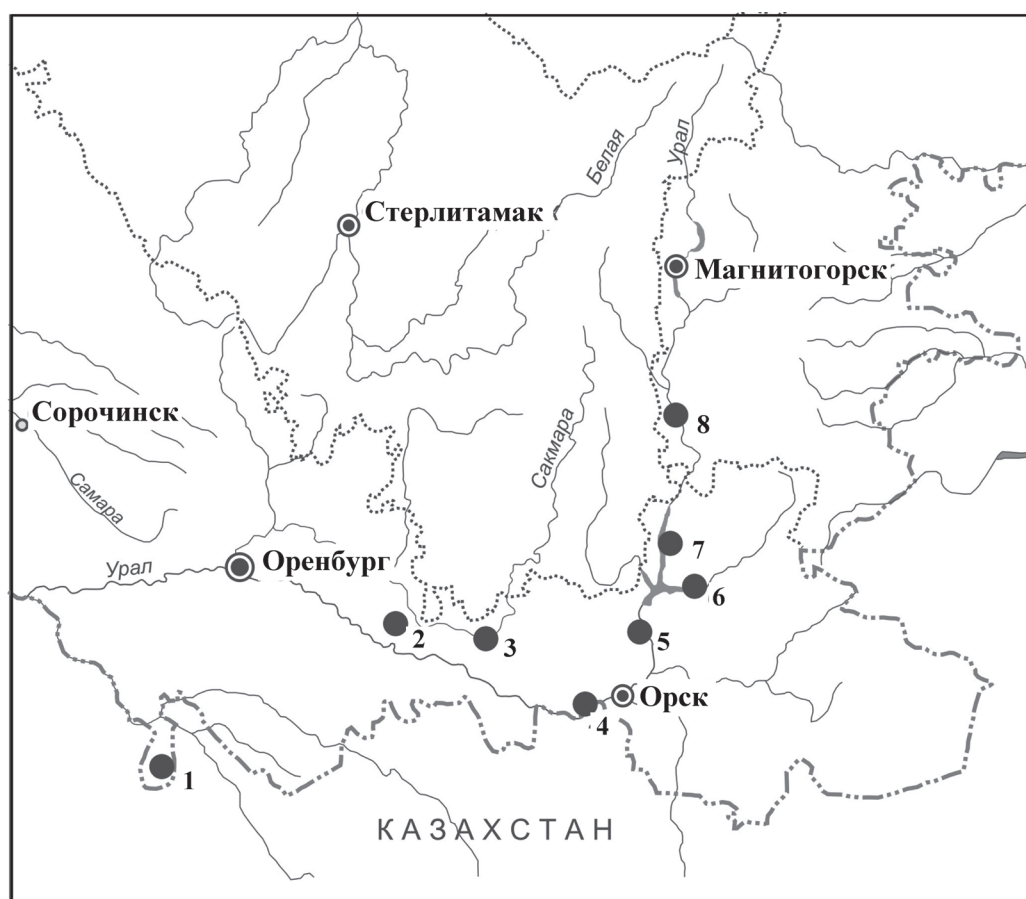 Белая
Урал
Стерлитамак
Магнитогорск
Сорочинск
Сакмара
8
Самара
Урал
Оренбург
7
6
2
3
5
Орск
4
1
КАЗАХСТАН